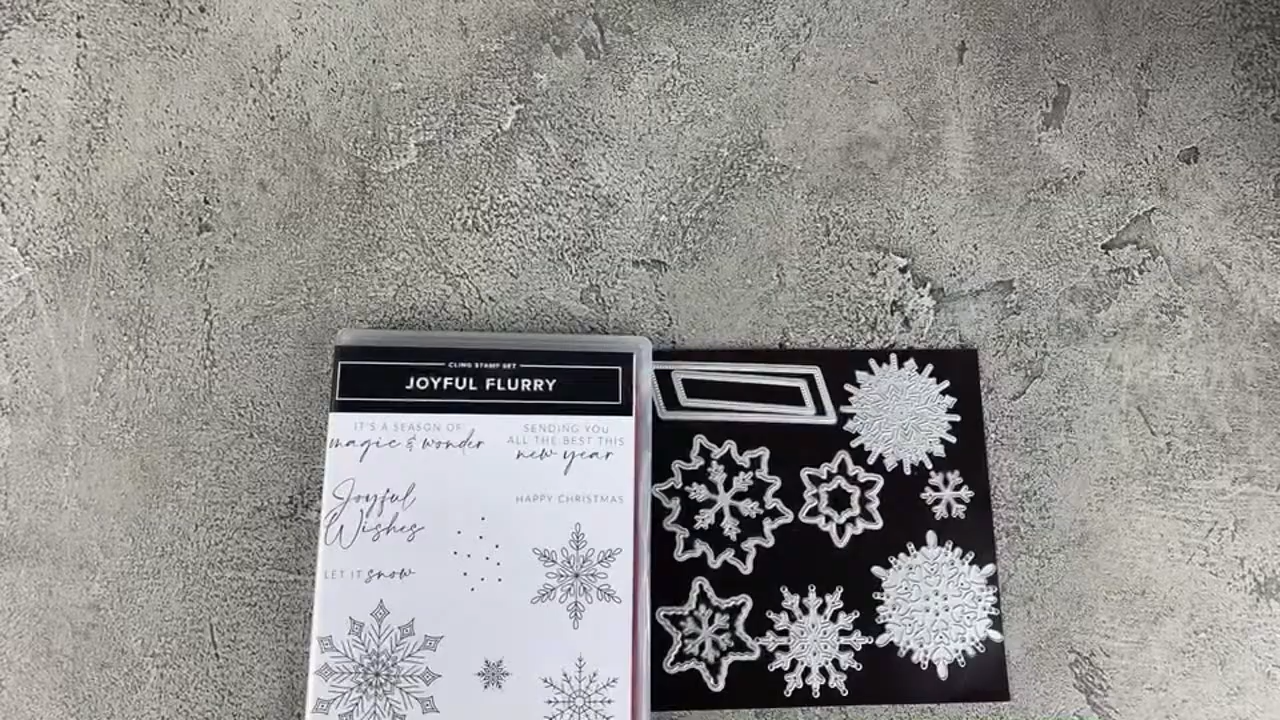 CLING STAMP SET
JOYFUL FLURRY
IT'S A SEASON OF
magic & wonder
SENDING YOU
ALL THE BEST THIS
new year
Joyful
Wishes
HAPPY CHRISTMAS
LET IT snow